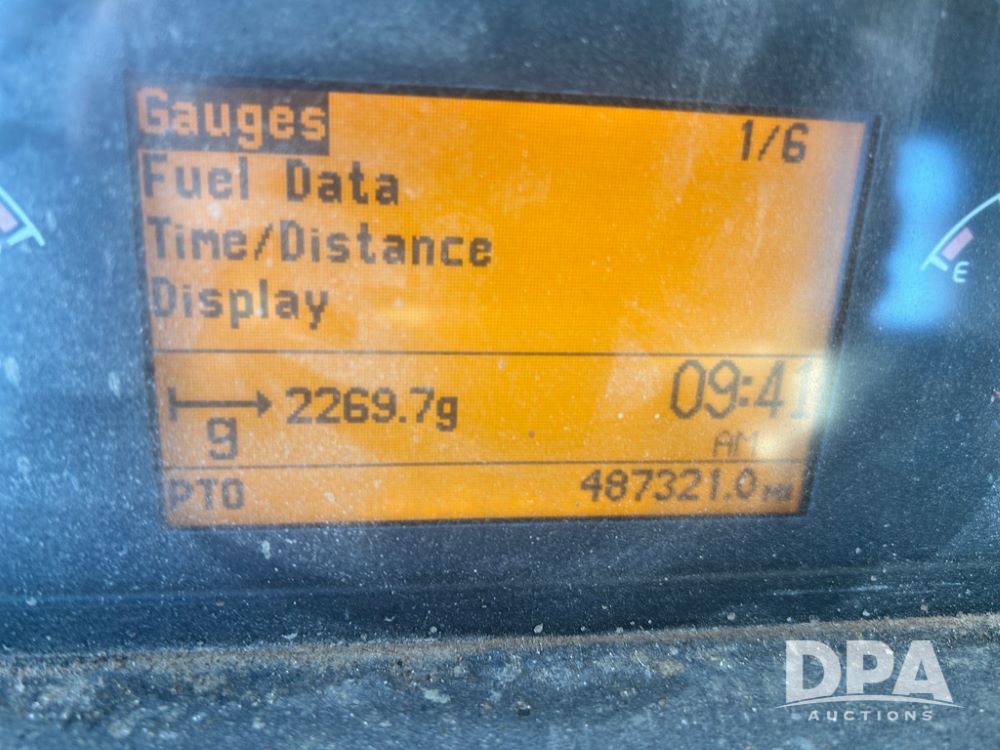 Gauges
1/6
Fuel Data
Time/Distance
Display
2269.7g
g
09:41
AM
PTO
487321.0
E
DPA
AUCTIONS